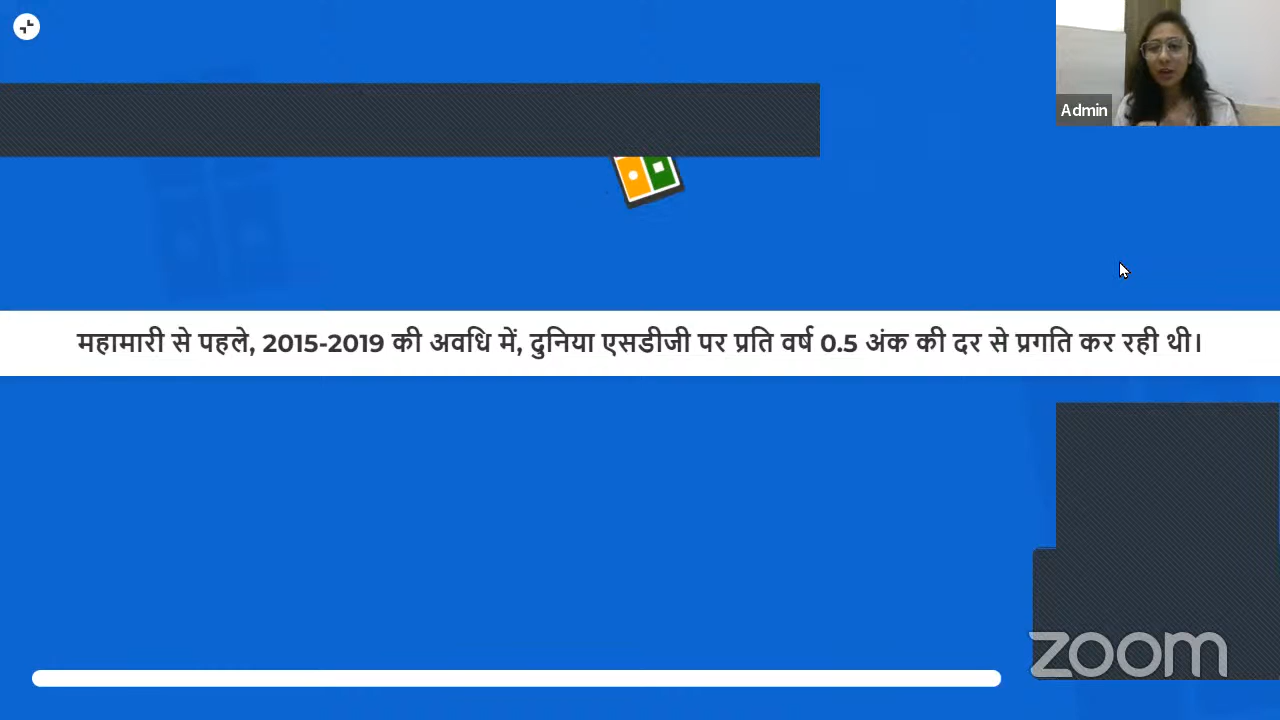 Admin
महामारी से पहले, 2015-2019 की अवधि में, दुनिया एसडीजी पर प्रति वर्ष 0.5 अंक की दर से प्रगति कर रही थी।
zoom